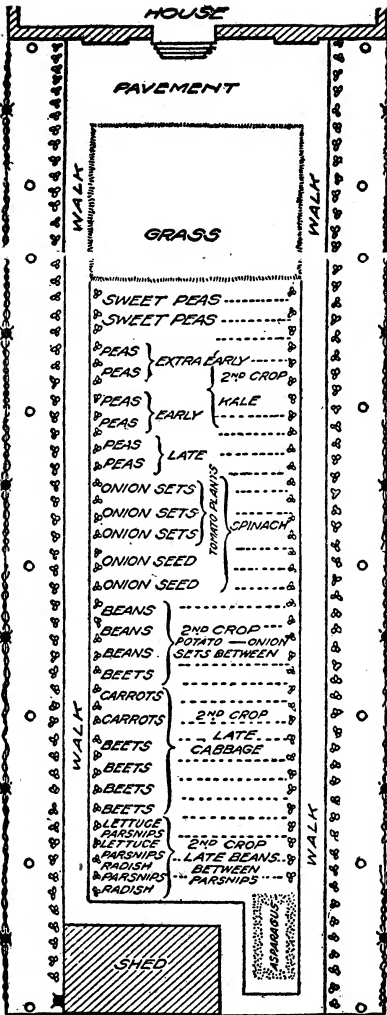 HOUSE
PAVEMENT
WALK
WALK
GRASS
SWEET PEAS
SWEET PEAS
PEAS
EXTRA EARLY
PEAS
2ND CROP
PEAS
KALE
EARLY
PEAS
PEAS
LATE
PEAS
ONION SETS
ONION SETS
ONION SETS
TOMATO PLANTS
SPINACH
ONION SEED
ONION SEED
BEANS
BEANS
2ND CROP
POTATO — ONION
BEANS
SETS BETWEEN
BEETS
CARROTS
CARROTS
2ND CROP
LATE
BEETS
CABBAGE
BEETS
BEETS
BEETS
WALK
WALK
LETTUCE
PARSNIPS
LETTUCE
2ND CROP
PARSNIPS
LATE BEANS
RADISH
BETWEEN
PARSNIPS
PARSNIPS
RADISH
ASPARAGUS
SHED